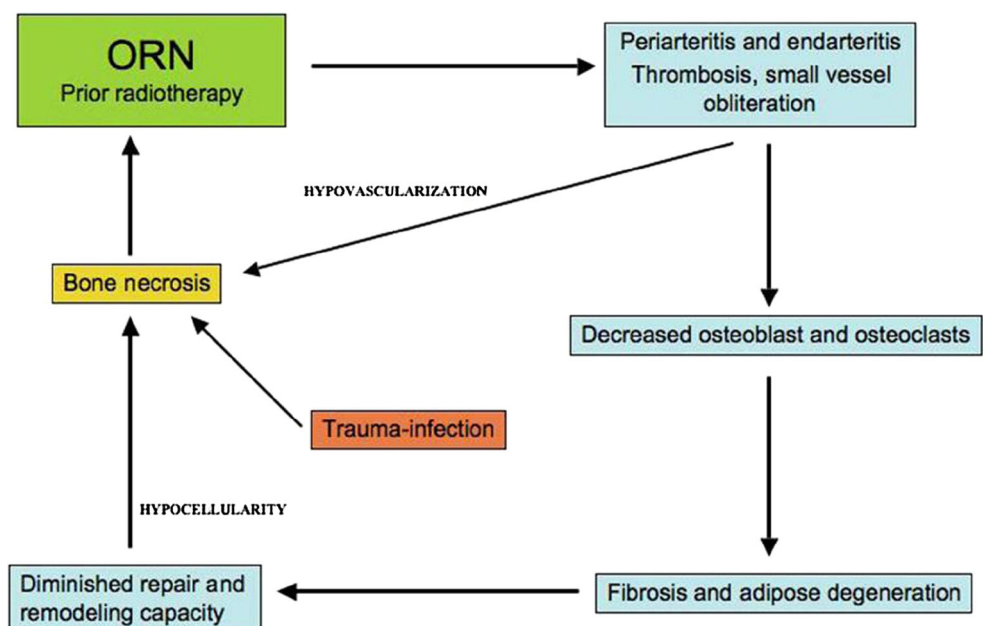 ORN
Prior radiotherapy
Periarteritis and endarteritis
Thrombosis, small vessel
obliteration
HYPOVASCULARIZATION
Bone necrosis
Decreased osteoblast and osteoclasts
Trauma-infection
HYPOCELLULARITY
Diminished repair and
remodeling capacity
Fibrosis and adipose degeneration